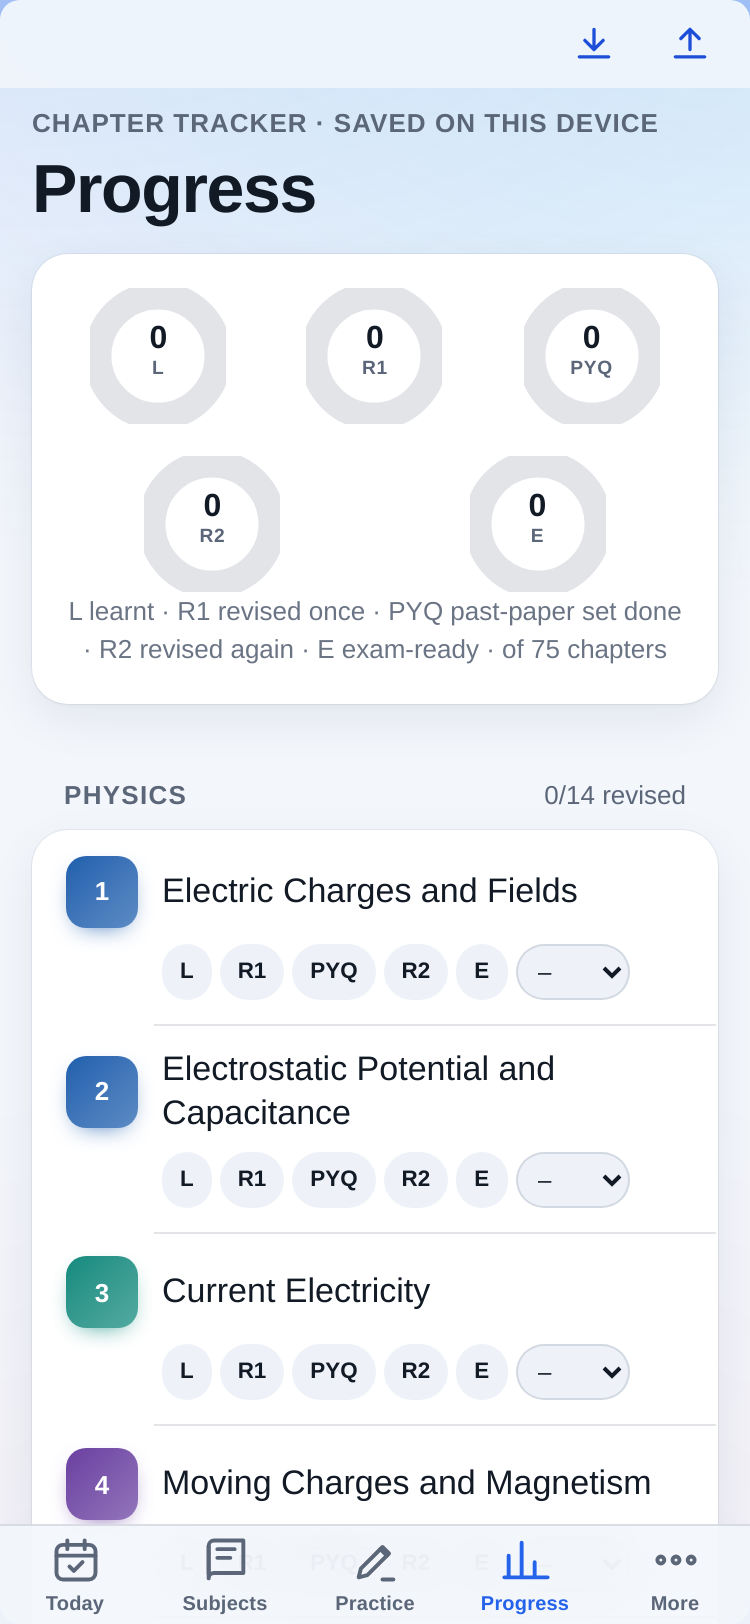 CHAPTER TRACKER · SAVED ON THIS DEVICE
Progress
0
L
0
R1
0
PYQ
0
R2
0
E
L learnt · R1 revised once · PYQ past-paper set done
· R2 revised again · E exam-ready · of 75 chapters
PHYSICS
0/14 revised
1
Electric Charges and Fields
L R1 PYQ R2 E –
2
Electrostatic Potential and
Capacitance
L R1 PYQ R2 E –
3
Current Electricity
L R1 PYQ R2 E –
4
Moving Charges and Magnetism
L R1 PYQ R2 E
Today Subjects Practice Progress More